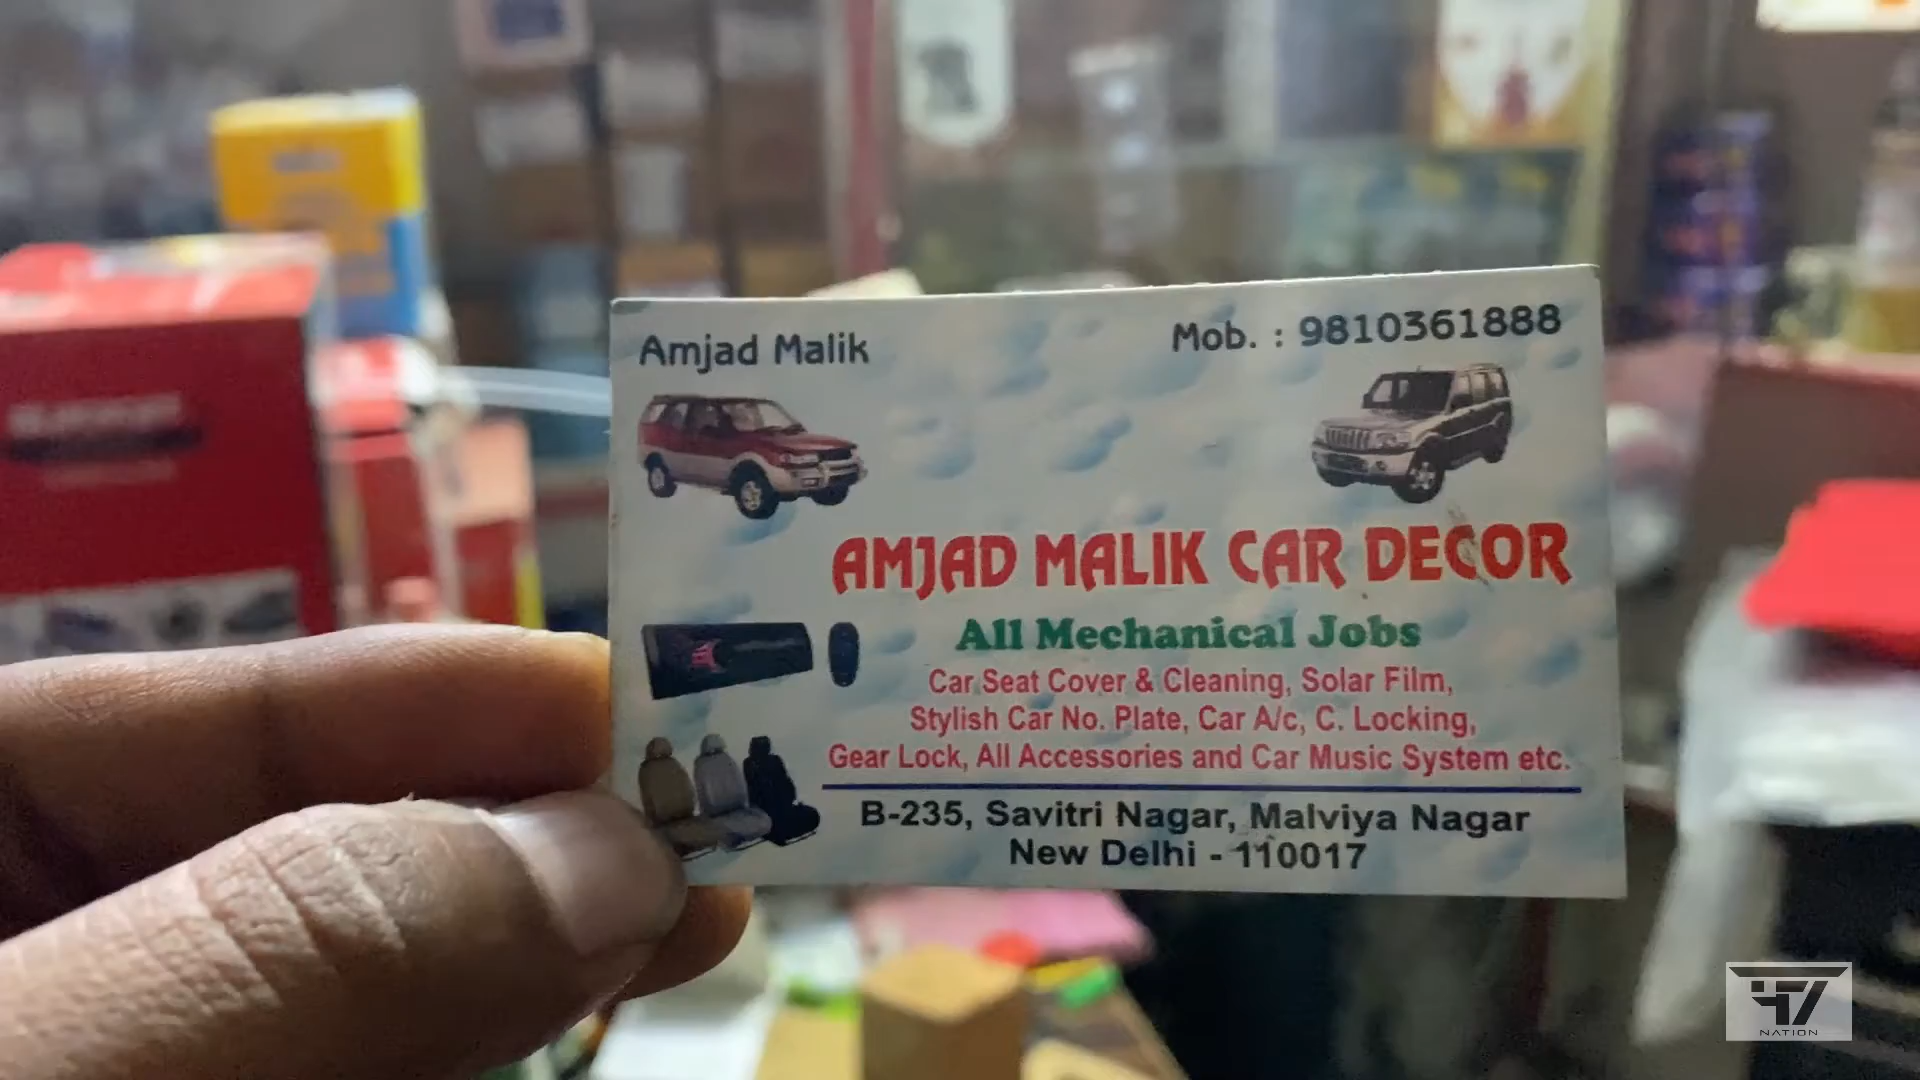 Amjad Malik
Mob. : 9810361888
AMJAD MALIK CAR DECOR
All Mechanical Jobs
Car Seat Cover & Cleaning, Solar Film,
Stylish Car No. Plate, Car A/c, C. Locking,
Gear Lock, All Accessories and Car Music System etc.
B-235, Savitri Nagar, Malviya Nagar
New Delhi - 110017
47
NATION